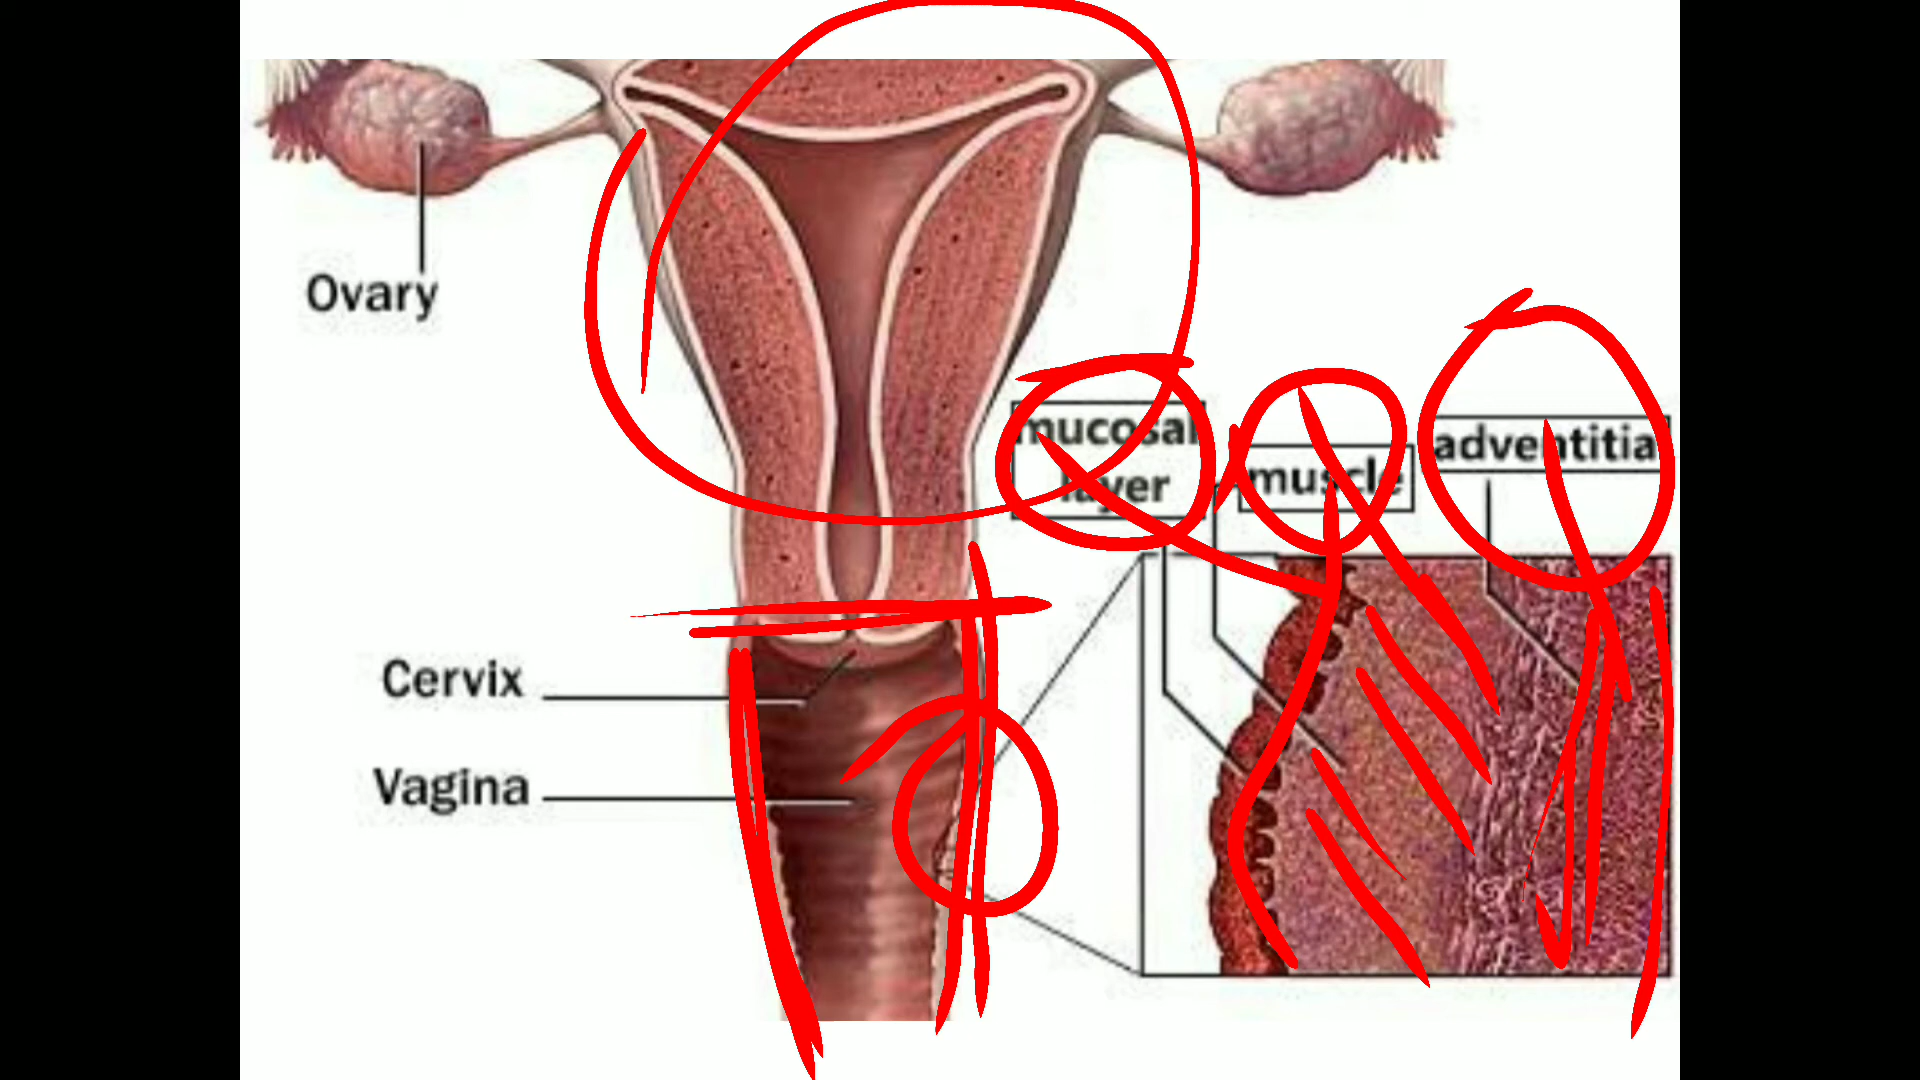 Ovary
mucosal
layer
muscle
adventitia
Cervix
Vagina